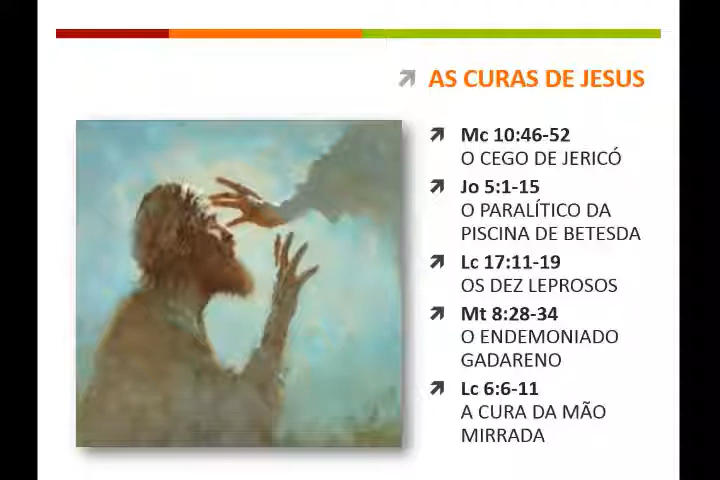 AS CURAS DE JESUS
Mc 10:46-52
O CEGO DE JERICÓ
Jo 5:1-15
O PARALÍTICO DA
PISCINA DE BETESDA
Lc 17:11-19
OS DEZ LEPROSOS
Mt 8:28-34
O ENDEMONIADO
GADARENO
Lc 6:6-11
A CURA DA MÃO
MIRRADA